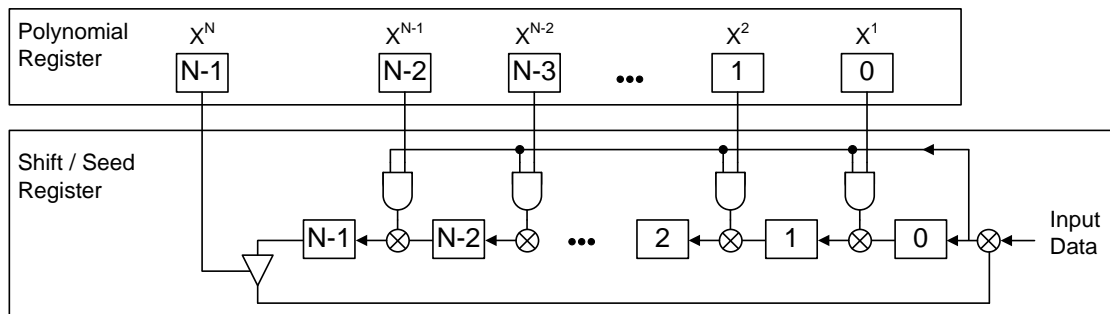 Polynomial
Register
X^N X^N-1 X^N-2 X^2 X^1
N-1 N-2 N-3 ••• 1 0
Shift / Seed
Register
N-1 N-2 ••• 2 1 0
Input
Data